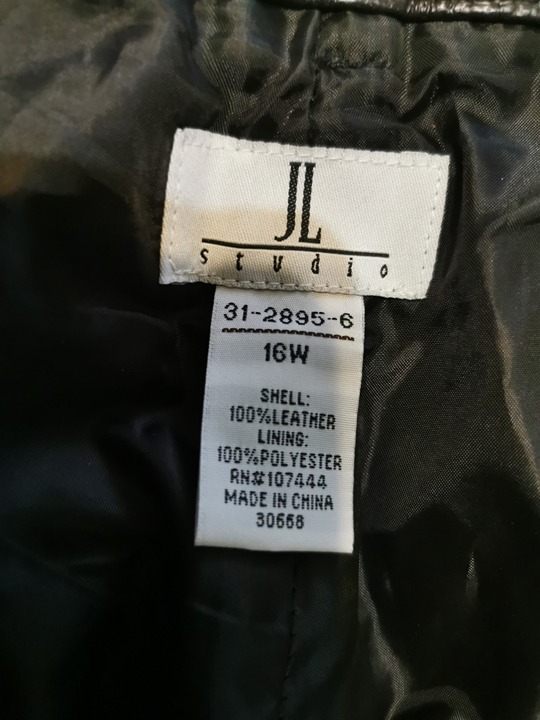 JL
studio
31-2895-6
16W
SHELL:
100%LEATHER
LINING:
100%POLYESTER
RN#107444
MADE IN CHINA
30668